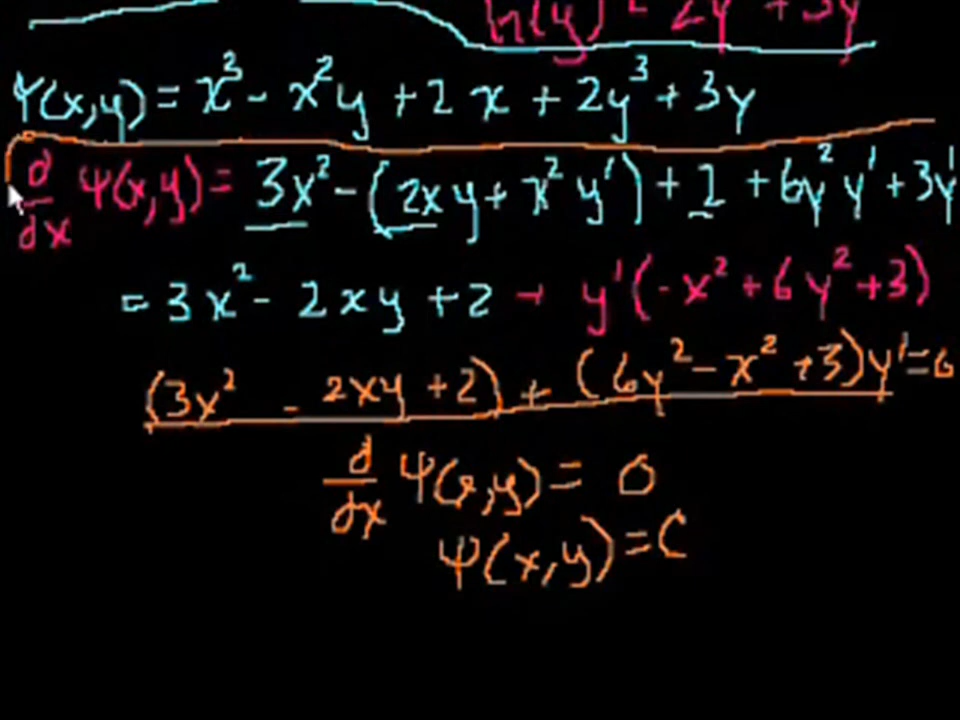 h(y) = 2y + 3y
Ψ(x,y) = x³ - x²y + 2x + 2y³ + 3y
d/dx Ψ(x,y) = 3x² - (2xy + x²y') + 2 + 6y²y' + 3y'
= 3x² - 2xy + 2 + y'(-x² + 6y² + 3)
(3x² - 2xy + 2) + (6y² - x² + 3)y' = 0
d/dx Ψ(x,y) = 0
Ψ(x,y) = C